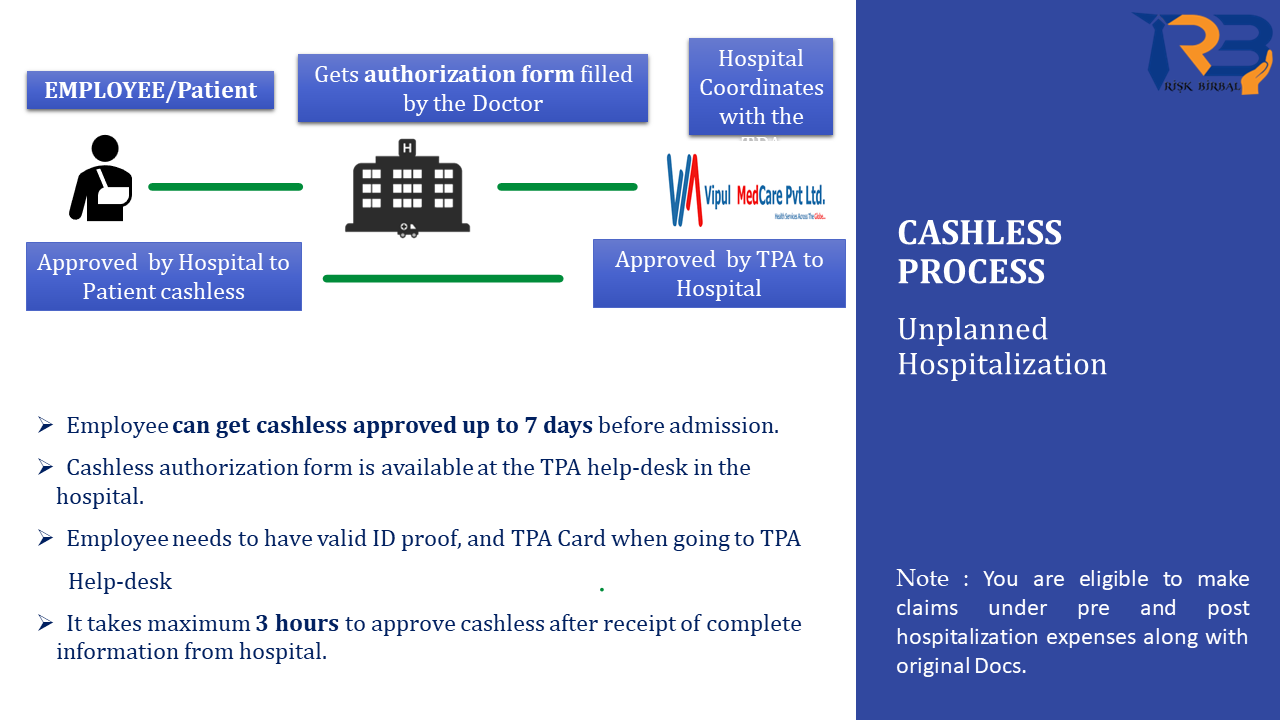 EMPLOYEE/Patient
Gets authorization form filled
by the Doctor
Hospital
Coordinates
with the
H
Vipul MedCare Pvt Ltd.
Health Services Across The Globe...
Approved by Hospital to
Patient cashless
Approved by TPA to
Hospital
➢ Employee can get cashless approved up to 7 days before admission.
➢ Cashless authorization form is available at the TPA help-desk in the
hospital.
➢ Employee needs to have valid ID proof, and TPA Card when going to TPA
Help-desk
.
➢ It takes maximum 3 hours to approve cashless after receipt of complete
information from hospital.
RB
RISK BIRBAL
CASHLESS
PROCESS
Unplanned
Hospitalization
Note : You are eligible to make
claims under pre and post
hospitalization expenses along with
original Docs.